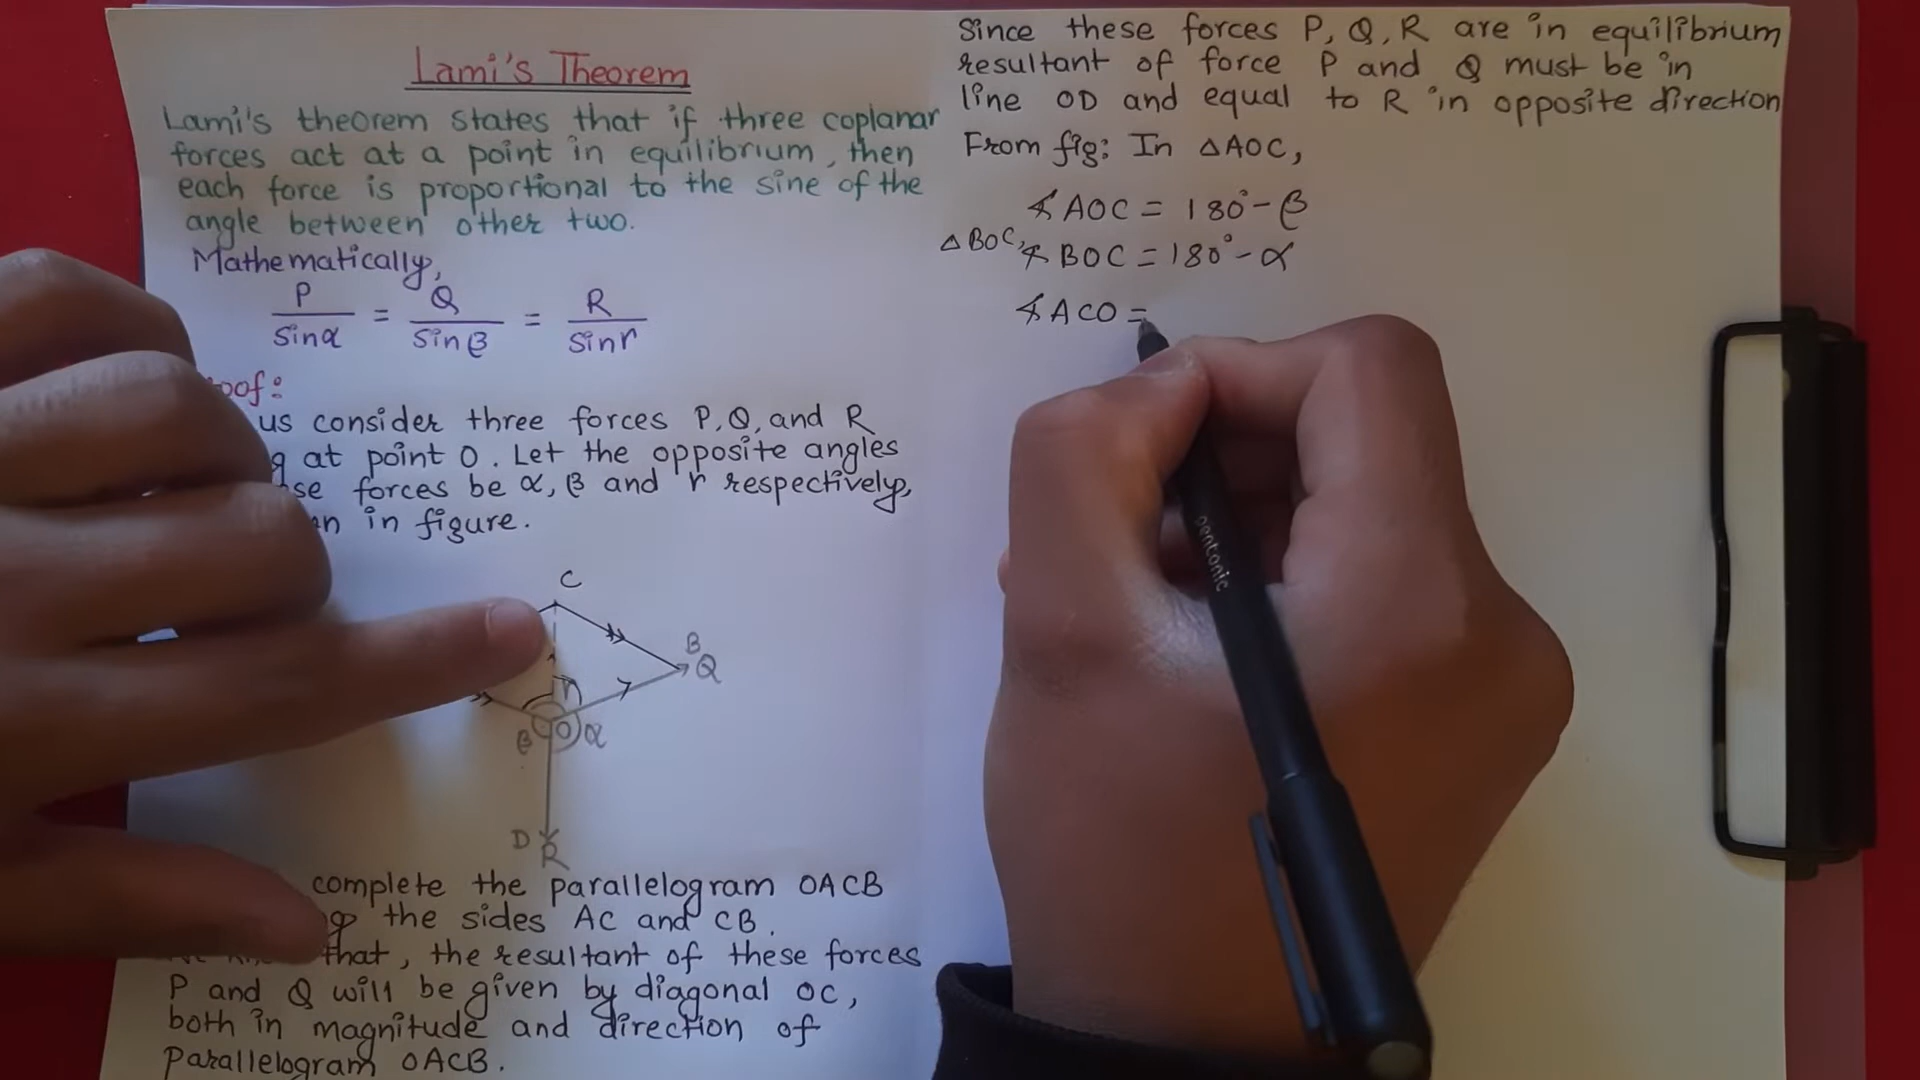 Lami's Theorem
Lami's theorem states that if three coplanar
forces act at a point in equilibrium, then
each force is proportional to the sine of the
angle between other two.
Mathematically,
P/sinα = Q/sinβ = R/sinr
oof:
us consider three forces P, Q, and R
g at point O. Let the opposite angles
se forces be α, β and r respectively,
n in figure.
C
B
Q
r
β O α
D
R
complete the parallelogram OACB
g the sides AC and CB.
that, the resultant of these forces
P and Q will be given by diagonal OC,
both in magnitude and direction of
parallelogram OACB.
Since these forces P, Q, R are in equilibrium
resultant of force P and Q must be in
line OD and equal to R in opposite direction
From fig: In △AOC,
∡AOC = 180° - β
△BOC, ∡BOC = 180° - α
∡ACO =
pentonic